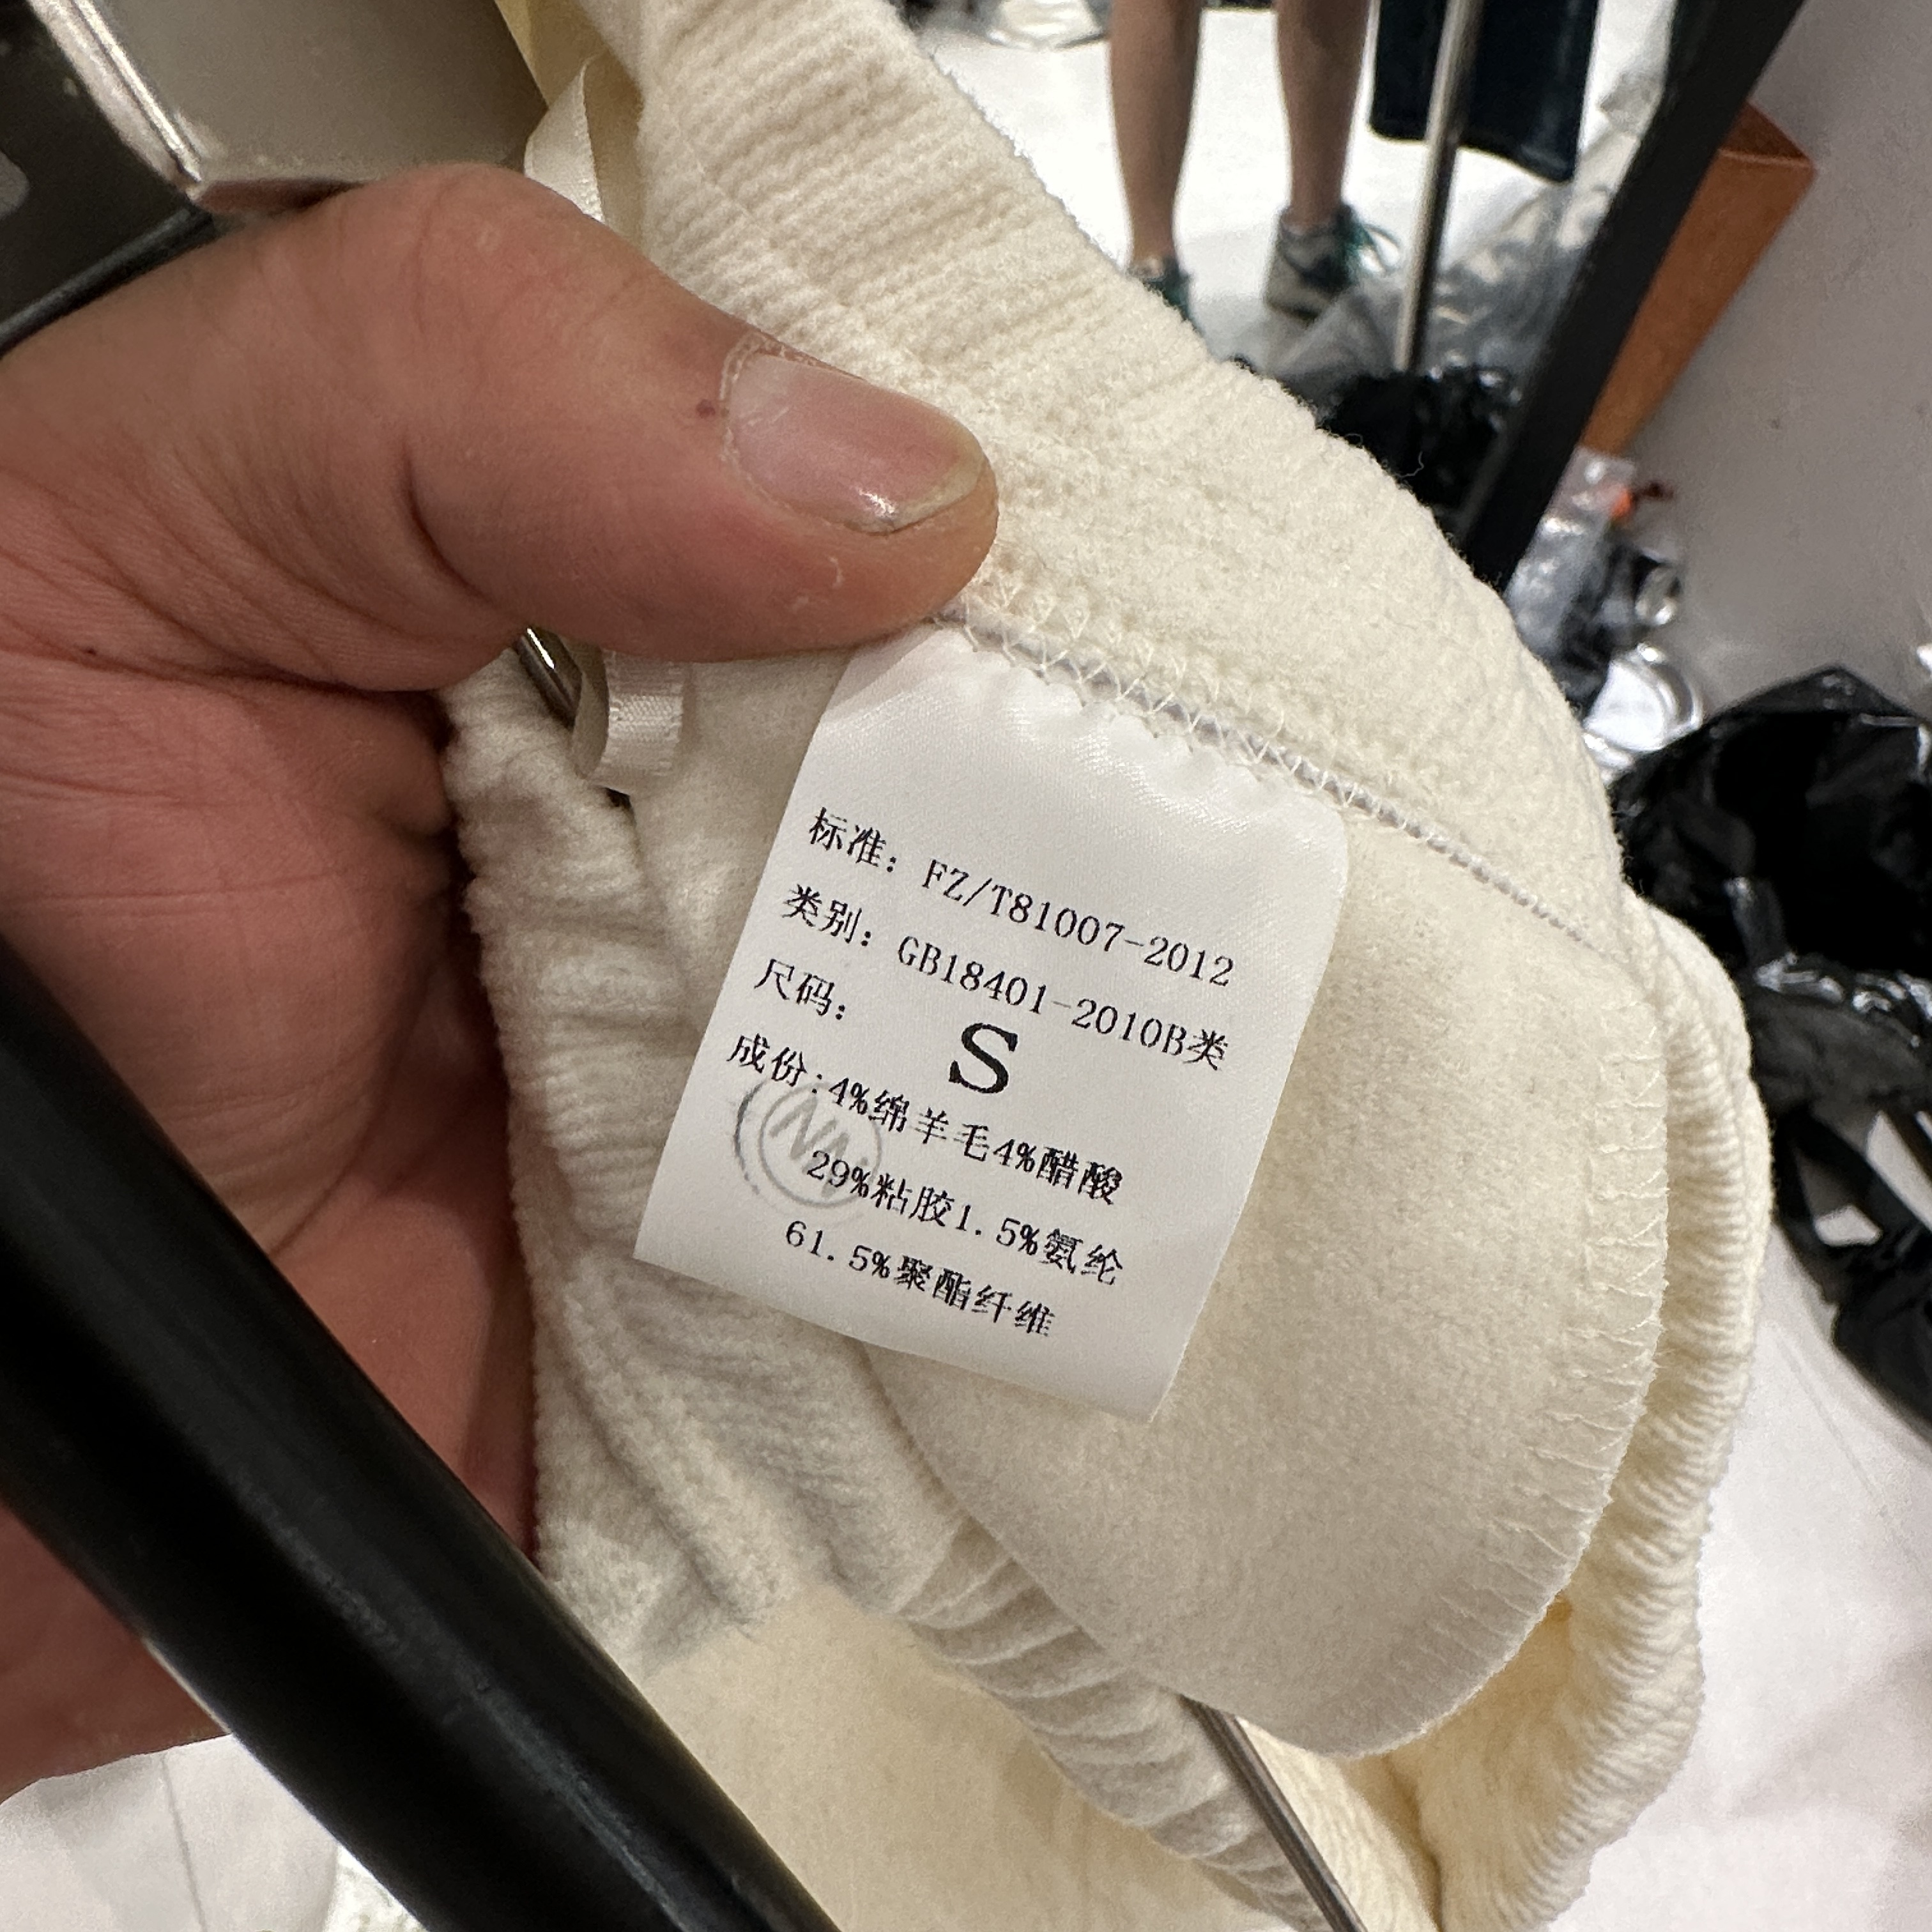 标准：FZ/T81007-2012
类别：GB18401-2010B类
尺码：S
成份:4%绵羊毛4%醋酸
29%粘胶1.5%氨纶
61.5%聚酯纤维